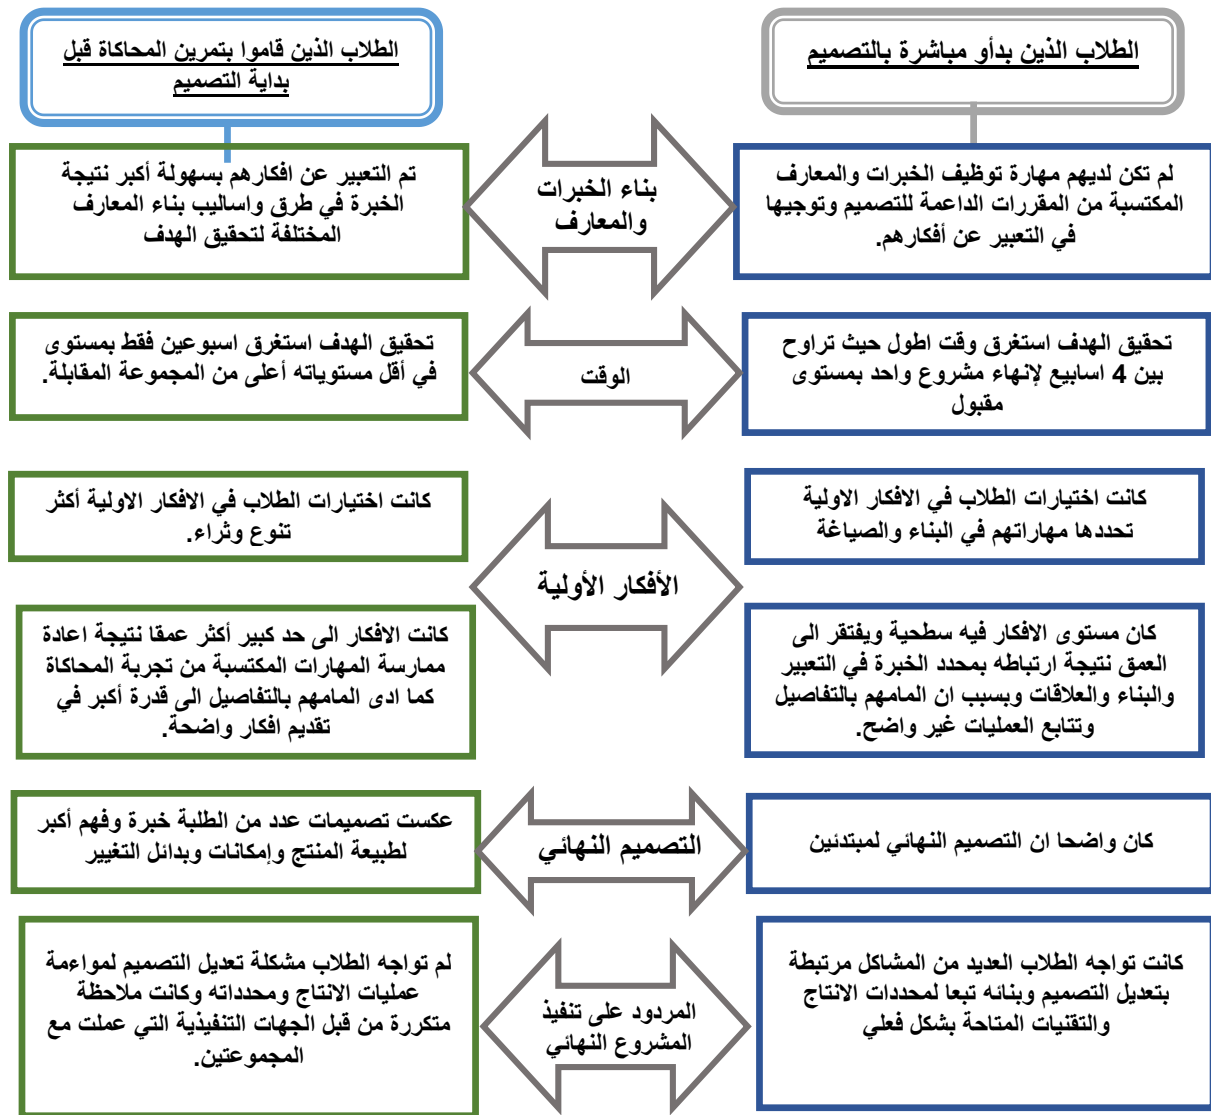 الطلاب الذين بدأو مباشرة بالتصميم
الطلاب الذين قاموا بتمرين المحاكاة قبل
بداية التصميم
لم تكن لديهم مهارة توظيف الخبرات والمعارف
المكتسبة من المقررات الداعمة للتصميم وتوجيها
في التعبير عن أفكارهم.
بناء الخبرات
والمعارف
تم التعبير عن افكارهم بسهولة أكبر نتيجة
الخبرة في طرق واساليب بناء المعارف
المختلفة لتحقيق الهدف
تحقيق الهدف استغرق وقت اطول حيث تراوح
بين 4 اسابيع لإنهاء مشروع واحد بمستوى
مقبول
الوقت
تحقيق الهدف استغرق اسبوعين فقط بمستوى
في أقل مستوياته أعلى من المجموعة المقابلة.
كانت اختيارات الطلاب في الافكار الاولية
تحددها مهاراتهم في البناء والصياغة
الأفكار الأولية
كانت اختيارات الطلاب في الافكار الاولية أكثر
تنوع وثراء.
كان مستوى الافكار فيه سطحية ويفتقر الى
العمق نتيجة ارتباطه بمحدد الخبرة في التعبير
والبناء والعلاقات وبسبب ان المامهم بالتفاصيل
وتتابع العمليات غير واضح.
كانت الافكار الى حد كبير أكثر عمقا نتيجة اعادة
ممارسة المهارات المكتسبة من تجربة المحاكاة
كما ادى المامهم بالتفاصيل الى قدرة أكبر في
تقديم افكار واضحة.
كان واضحا ان التصميم النهائي لمبتدئين
التصميم النهائي
عكست تصميمات عدد من الطلبة خبرة وفهم أكبر
لطبيعة المنتج وإمكانات وبدائل التغيير
كانت تواجه الطلاب العديد من المشاكل مرتبطة
بتعديل التصميم وبنائه تبعا لمحددات الانتاج
والتقنيات المتاحة بشكل فعلي
المردود على تنفيذ
المشروع النهائي
لم تواجه الطلاب مشكلة تعديل التصميم لمواءمة
عمليات الانتاج ومحدداته وكانت ملاحظة
متكررة من قبل الجهات التنفيذية التي عملت مع
المجموعتين.